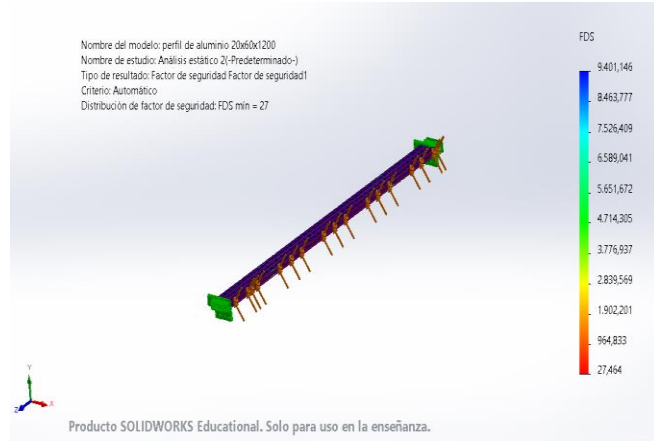 Nombre del modelo: perfil de aluminio 20x60x1200
Nombre de estudio: Análisis estático 2(-Predeterminado-)
Tipo de resultado: Factor de seguridad Factor de seguridad1
Criterio: Automático
Distribución de factor de seguridad: FDS mín = 27
FDS
9.401,146
8.463,777
7.526,409
6.589,041
5.651,672
4.714,305
3.776,937
2.839,569
1.902,201
964,833
27,464
Y
Z
X
Producto SOLIDWORKS Educational. Solo para uso en la enseñanza.